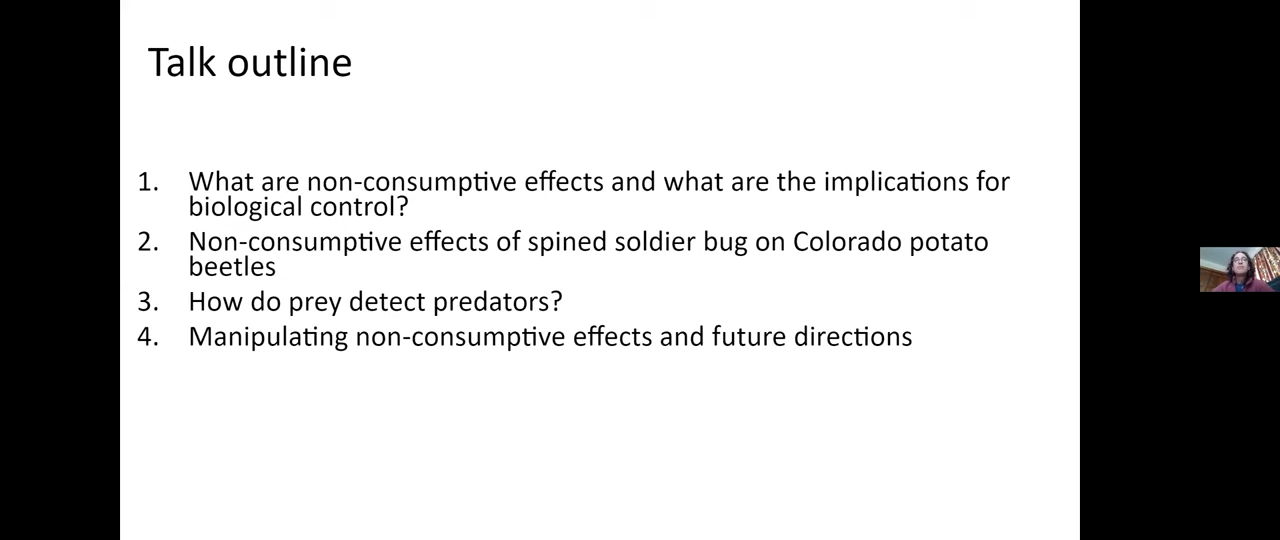 Talk outline
1. What are non-consumptive effects and what are the implications for
biological control?
2. Non-consumptive effects of spined soldier bug on Colorado potato
beetles
3. How do prey detect predators?
4. Manipulating non-consumptive effects and future directions